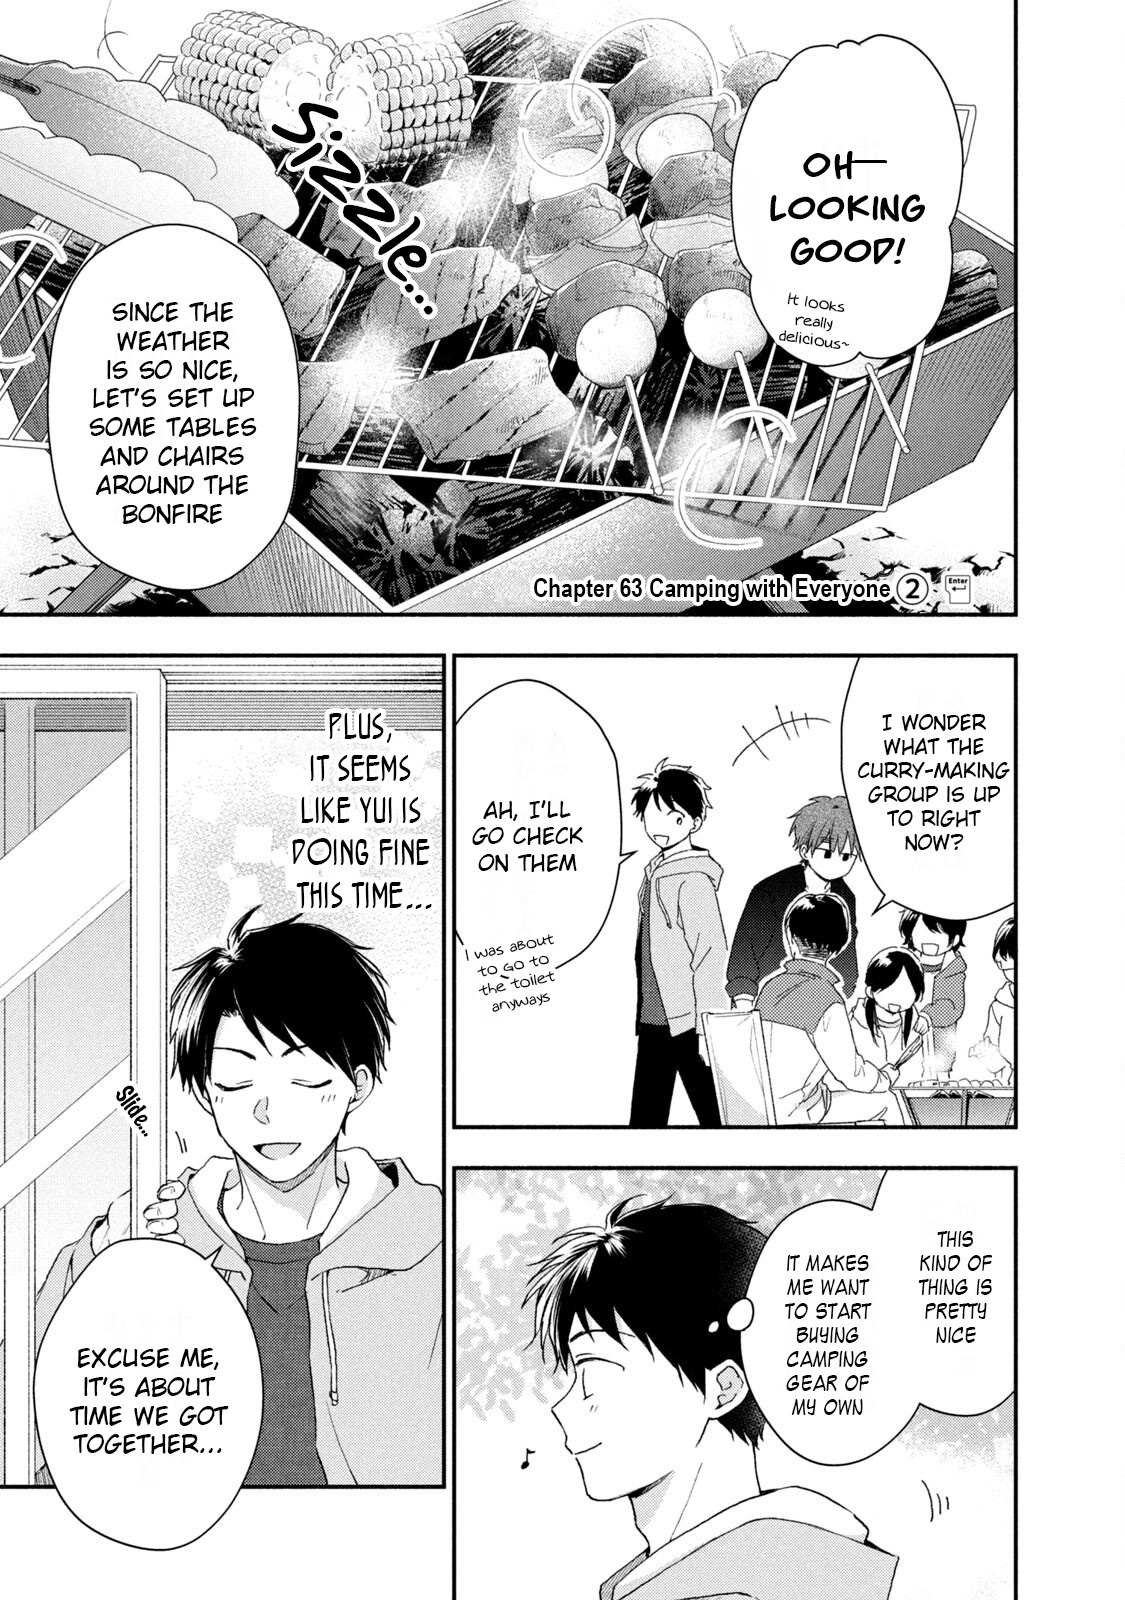 OH—
LOOKING
GOOD!
It looks
really
delicious~
Sizzle...
SINCE THE
WEATHER
IS SO NICE,
LET'S SET UP
SOME TABLES
AND CHAIRS
AROUND THE
BONFIRE
Chapter 63 Camping with Everyone ② Enter
I WONDER
WHAT THE
CURRY-MAKING
GROUP IS UP
TO RIGHT
NOW?
AH, I'LL
GO CHECK
ON THEM
I was about
to go to
the toilet
anyways
THIS
KIND OF
THING IS
PRETTY
NICE
IT MAKES
ME WANT
TO START
BUYING
CAMPING
GEAR OF
MY OWN
PLUS,
IT SEEMS
LIKE YUI IS
DOING FINE
THIS TIME...
Slide...
EXCUSE ME,
IT'S ABOUT
TIME WE GOT
TOGETHER...